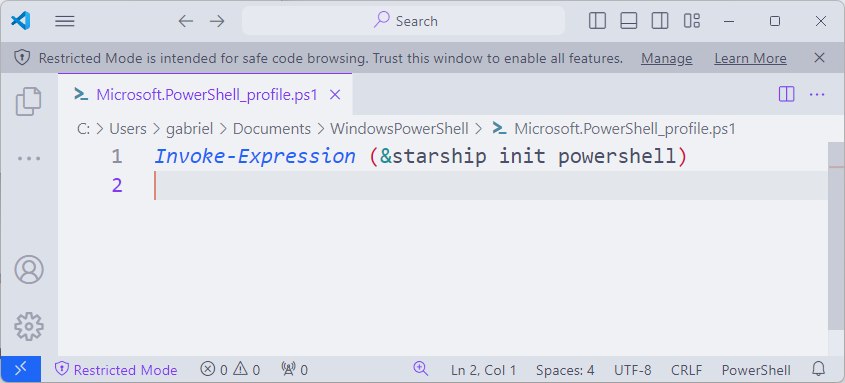 Search
Restricted Mode is intended for safe code browsing. Trust this window to enable all features. Manage Learn More
Microsoft.PowerShell_profile.ps1
C: > Users > gabriel > Documents > WindowsPowerShell > Microsoft.PowerShell_profile.ps1
1 Invoke-Expression (&starship init powershell)
2
Restricted Mode 0 0 0 Ln 2, Col 1 Spaces: 4 UTF-8 CRLF PowerShell